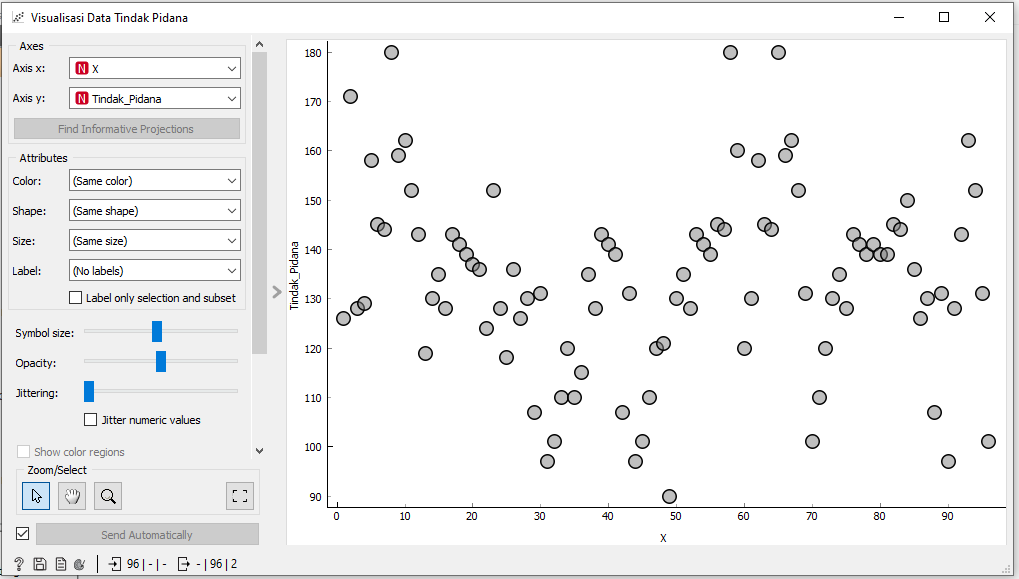 Visualisasi Data Tindak Pidana
Axes
Axis x: N X
Axis y: N Tindak_Pidana
Find Informative Projections
Attributes
Color: (Same color)
Shape: (Same shape)
Size: (Same size)
Label: (No labels)
Label only selection and subset
Symbol size:
Opacity:
Jittering:
Jitter numeric values
Show color regions
Zoom/Select
Send Automatically
? 96 | - | - - | 96 | 2
Tindak_Pidana
180
170
160
150
140
130
120
110
100
90
0 10 20 30 40 50 60 70 80 90
X